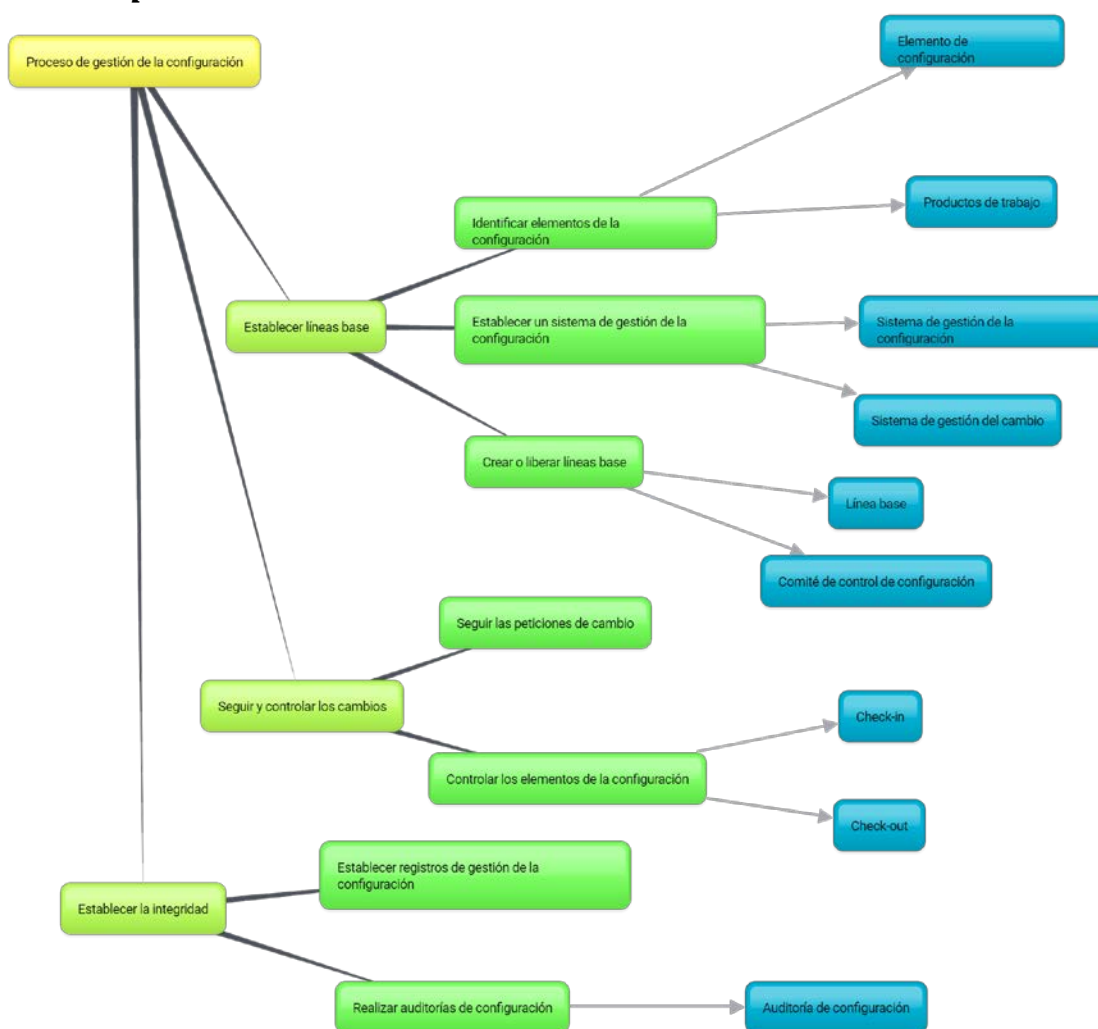 Proceso de gestión de la configuración
Elemento de
configuración
Identificar elementos de la
configuración
Productos de trabajo
Establecer líneas base
Establecer un sistema de gestión de la
configuración
Sistema de gestión de la
configuración
Sistema de gestión del cambio
Crear o liberar líneas base
Línea base
Comité de control de configuración
Seguir las peticiones de cambio
Seguir y controlar los cambios
Check-in
Controlar los elementos de la configuración
Check-out
Establecer registros de gestión de la
configuración
Establecer la integridad
Realizar auditorías de configuración
Auditoría de configuración